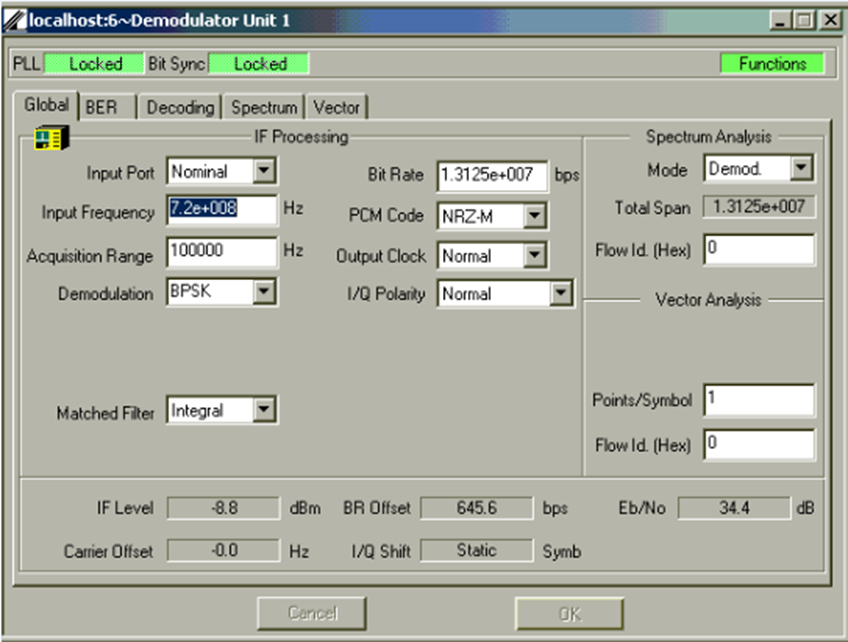 localhost:6~Demodulator Unit 1
PLL Locked Bit Sync Locked Functions
Global BER Decoding Spectrum Vector
IF Processing
Input Port Nominal
Input Frequency 7.2e+008 Hz
Acquisition Range 100000 Hz
Demodulation BPSK
Matched Filter Integral
Bit Rate 1.3125e+007 bps
PCM Code NRZ-M
Output Clock Normal
I/Q Polarity Normal
Spectrum Analysis
Mode Demod.
Total Span 1.3125e+007
Flow Id. (Hex) 0
Vector Analysis
Points/Symbol 1
Flow Id. (Hex) 0
IF Level -8.8 dBm BR Offset 645.6 bps Eb/No 34.4 dB
Carrier Offset -0.0 Hz I/Q Shift Static Symb
Cancel OK